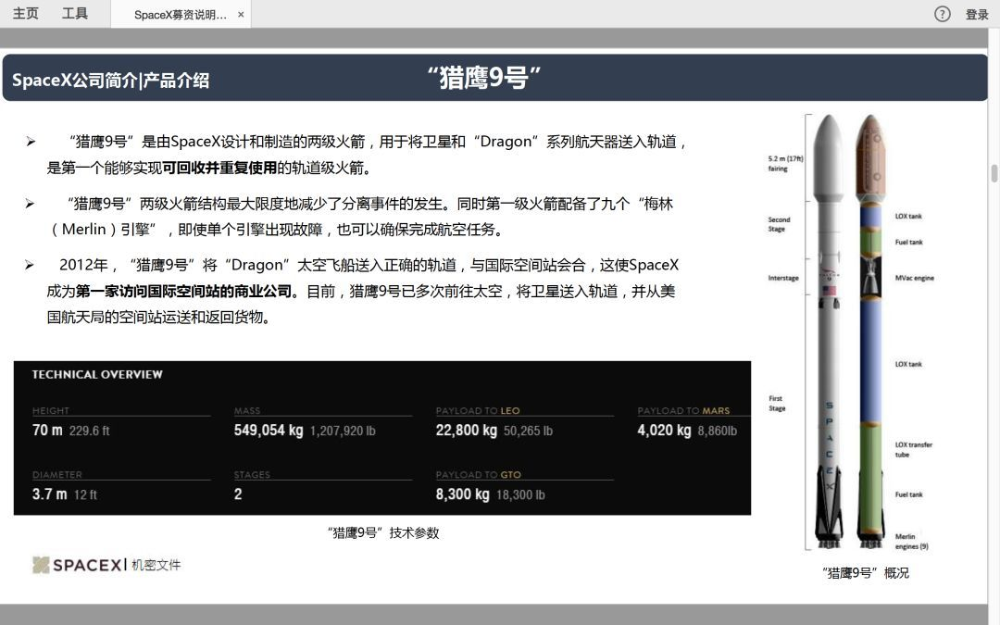 主页 工具 SpaceX募资说明... × ? 登录
SpaceX公司简介|产品介绍
“猎鹰9号”
➢ “猎鹰9号”是由SpaceX设计和制造的两级火箭，用于将卫星和“Dragon”系列航天器送入轨道，
是第一个能够实现可回收并重复使用的轨道级火箭。
➢ “猎鹰9号”两级火箭结构最大限度地减少了分离事件的发生。同时第一级火箭配备了九个“梅林
（Merlin）引擎”，即使单个引擎出现故障，也可以确保完成航空任务。
➢ 2012年，“猎鹰9号”将“Dragon”太空飞船送入正确的轨道，与国际空间站会合，这使SpaceX
成为第一家访问国际空间站的商业公司。目前，猎鹰9号已多次前往太空，将卫星送入轨道，并从美
国航天局的空间站运送和返回货物。
TECHNICAL OVERVIEW
HEIGHT
70 m 229.6 ft
MASS
549,054 kg 1,207,920 lb
PAYLOAD TO LEO
22,800 kg 50,265 lb
PAYLOAD TO MARS
4,020 kg 8,860lb
DIAMETER
3.7 m 12 ft
STAGES
2
PAYLOAD TO GTO
8,300 kg 18,300 lb
“猎鹰9号”技术参数
SPACEX| 机密文件
5.2 m (17ft)
fairing
Second
Stage
Interstage
First
Stage
SPACEX
LOX tank
Fuel tank
MVac engine
LOX tank
LOX transfer
tube
Fuel tank
Merlin
engines (9)
“猎鹰9号”概况